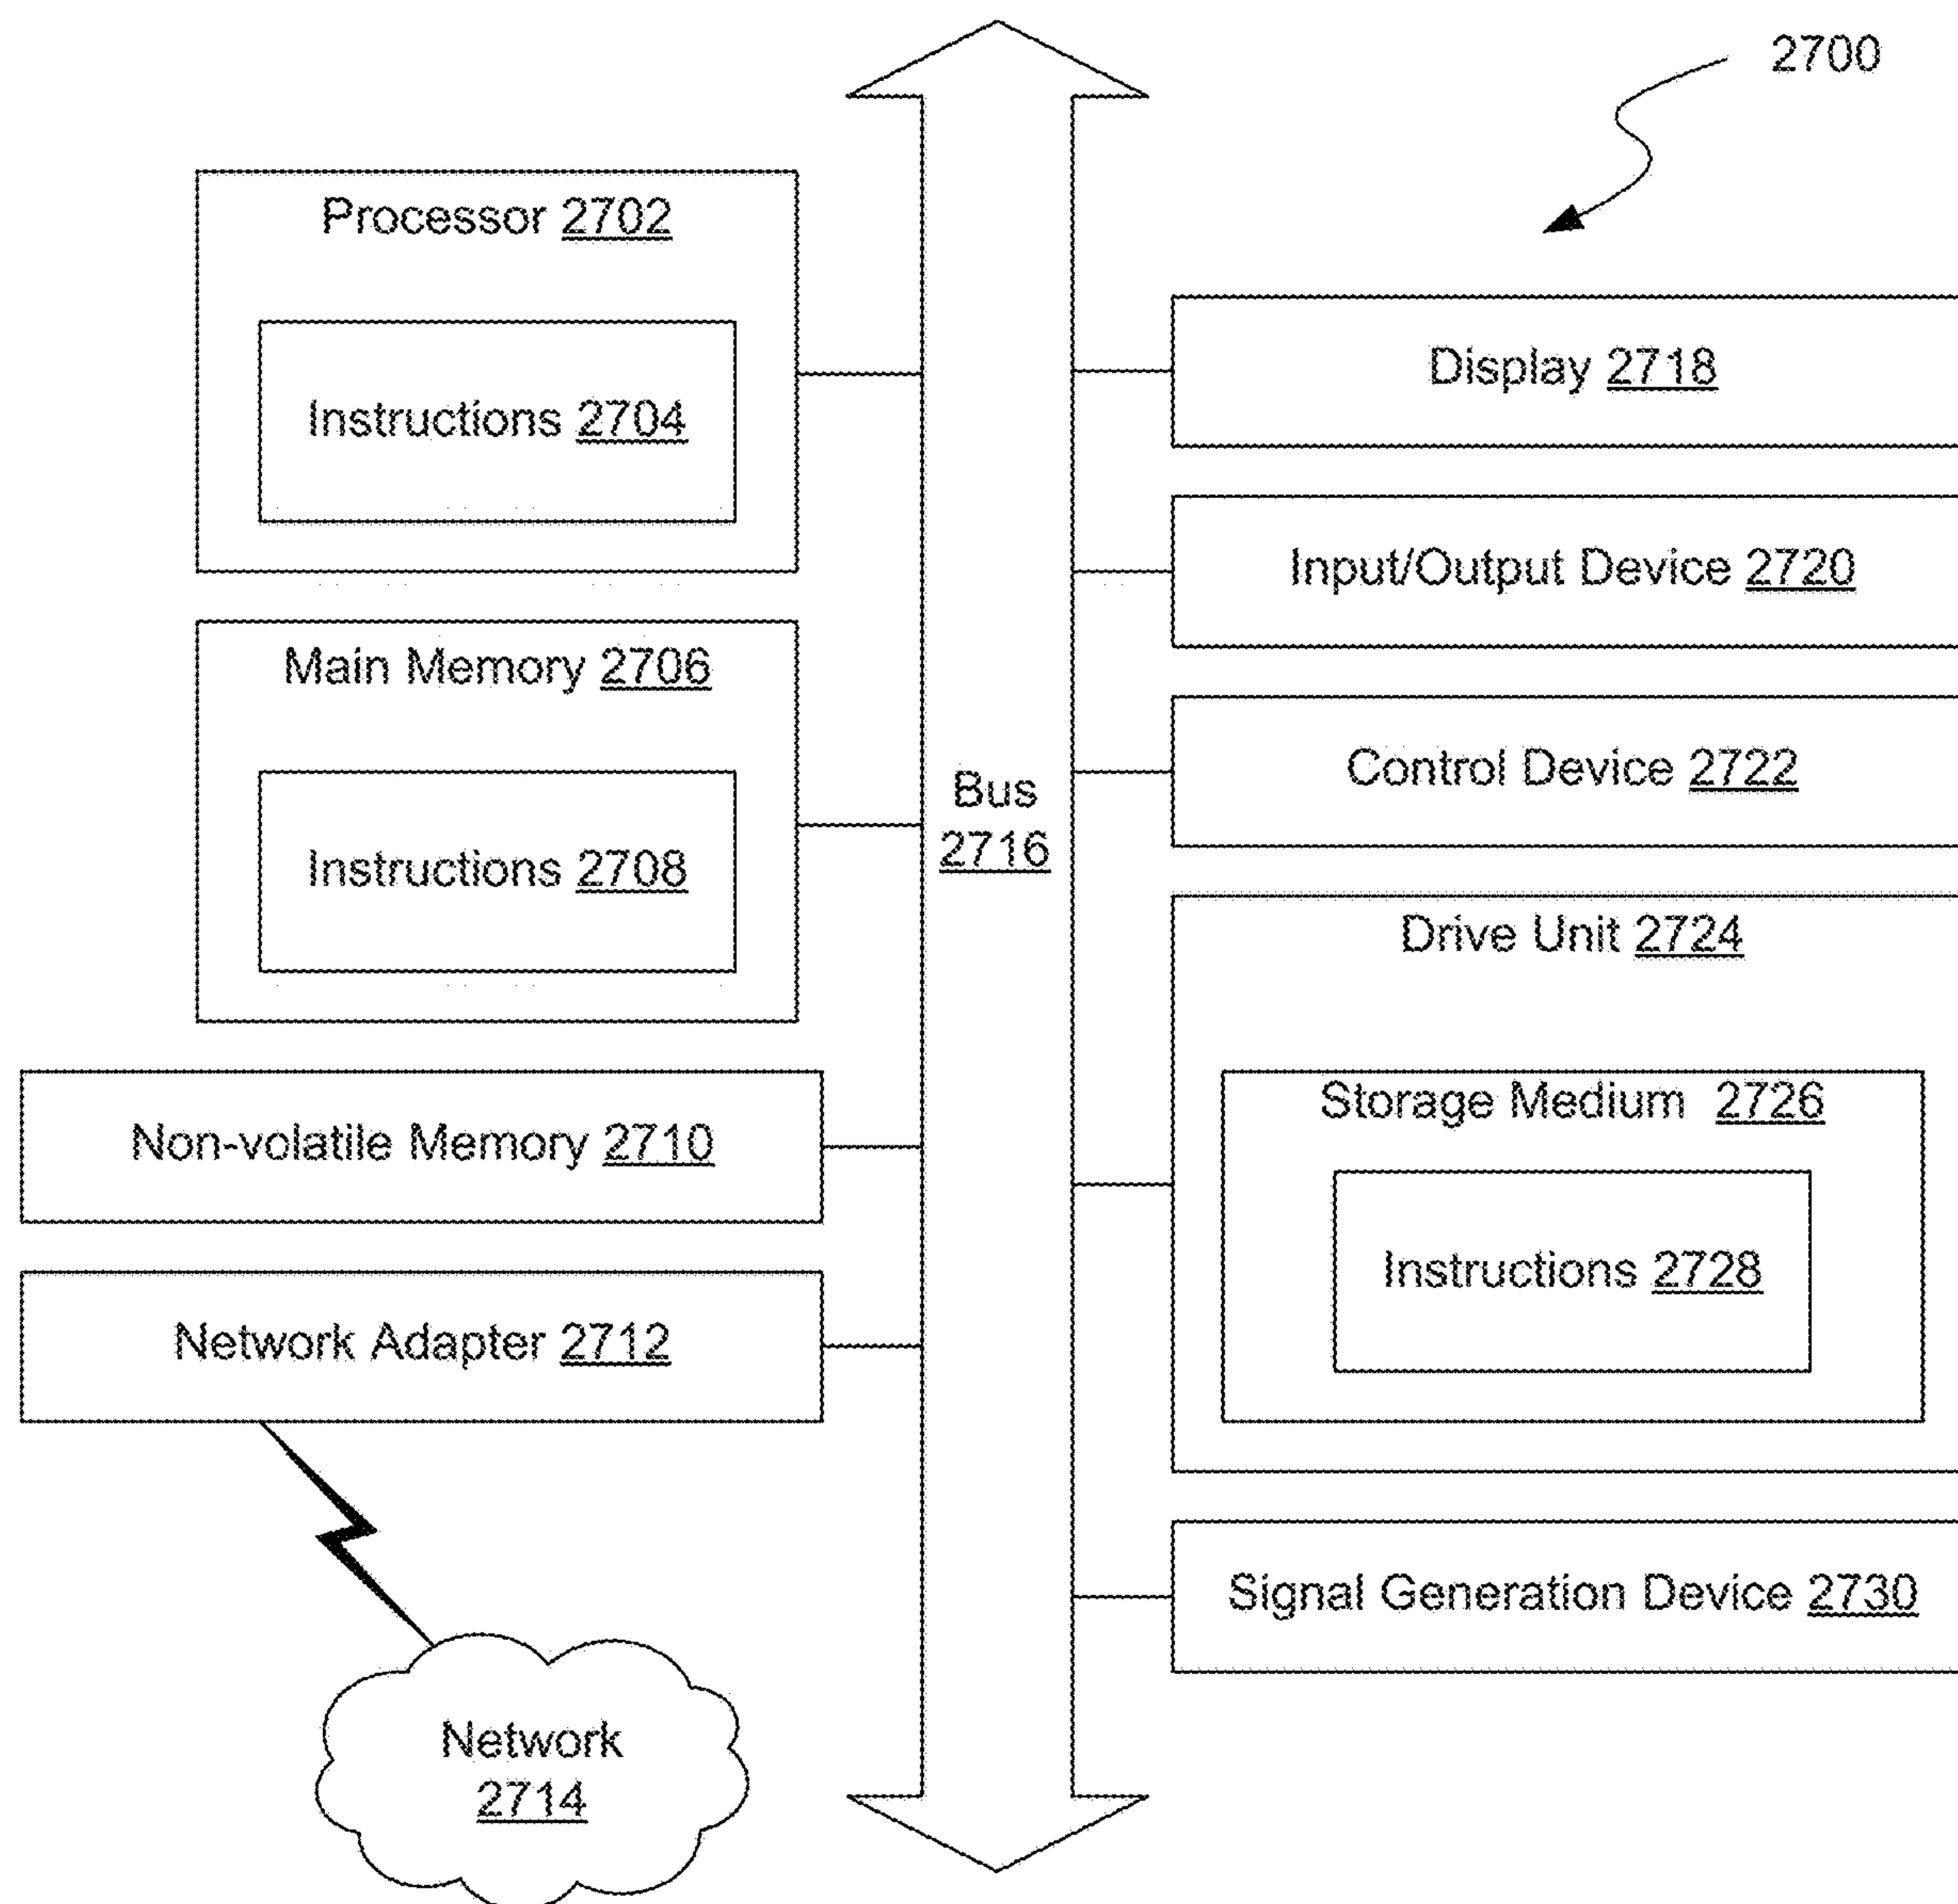 2700
Processor 2702
Instructions 2704
Main Memory 2706
Instructions 2708
Non-volatile Memory 2710
Network Adapter 2712
Network
2714
Bus
2716
Display 2718
Input/Output Device 2720
Control Device 2722
Drive Unit 2724
Storage Medium 2726
Instructions 2728
Signal Generation Device 2730